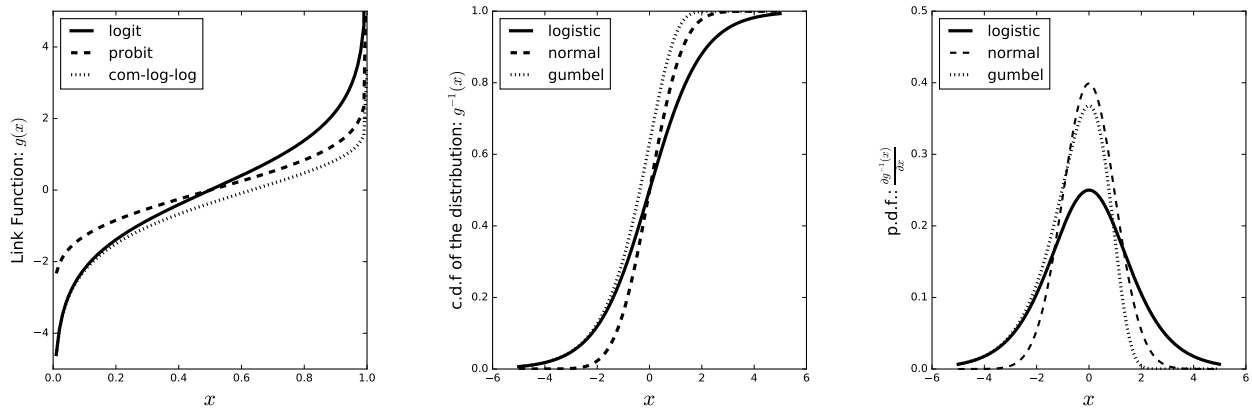 Link Function: g(x)
4
2
0
−2
−4
logit
probit
com-log-log
0.0 0.2 0.4 0.6 0.8 1.0
x
c.d.f of the distribution: g⁻¹(x)
1.0
0.8
0.6
0.4
0.2
0.0
logistic
normal
gumbel
−6 −4 −2 0 2 4 6
x
p.d.f.: ∂g⁻¹(x)/∂x
0.5
0.4
0.3
0.2
0.1
0.0
logistic
normal
gumbel
−6 −4 −2 0 2 4 6
x